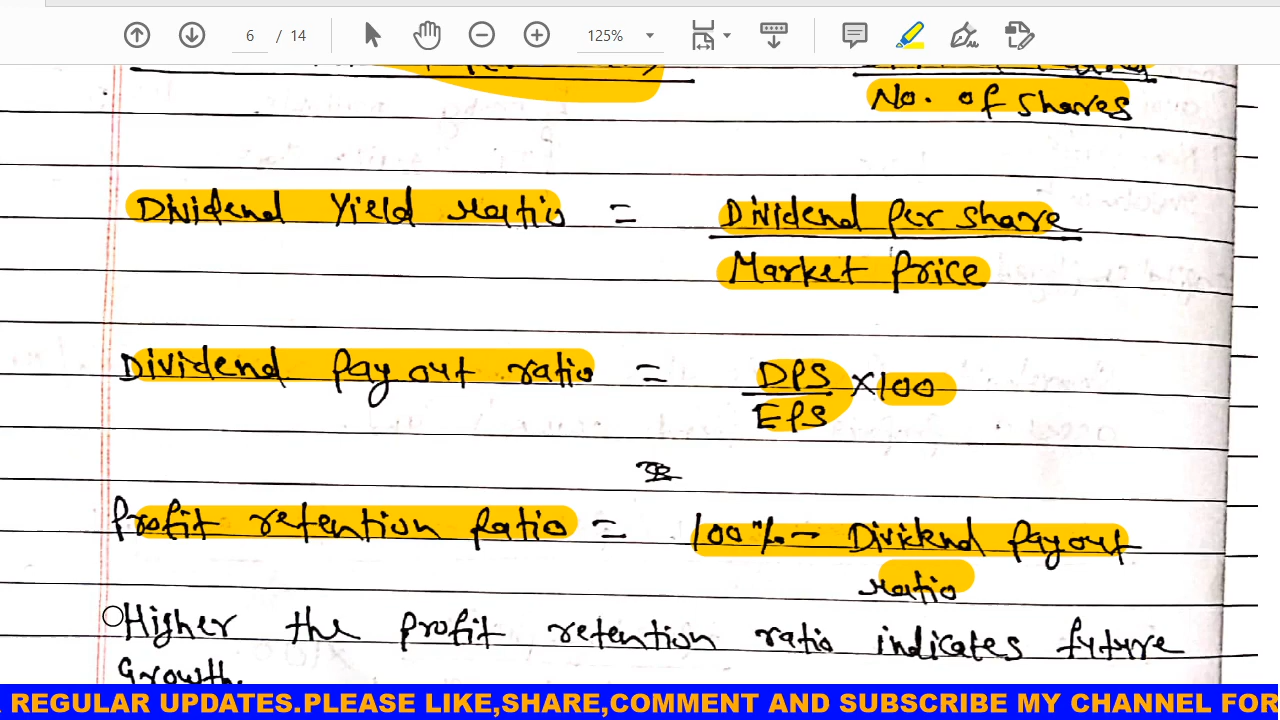 6 / 14 125%
No. of Shares
Dividend Yield ratio = Dividend Per share
Market Price
Dividend Pay out ratio = DPS × 100
EPS
Profit retention Ratio = 100% - Dividend Payout
ratio
Higher the profit retention ratio indicates future
Growth.
REGULAR UPDATES.PLEASE LIKE,SHARE,COMMENT AND SUBSCRIBE MY CHANNEL FOR